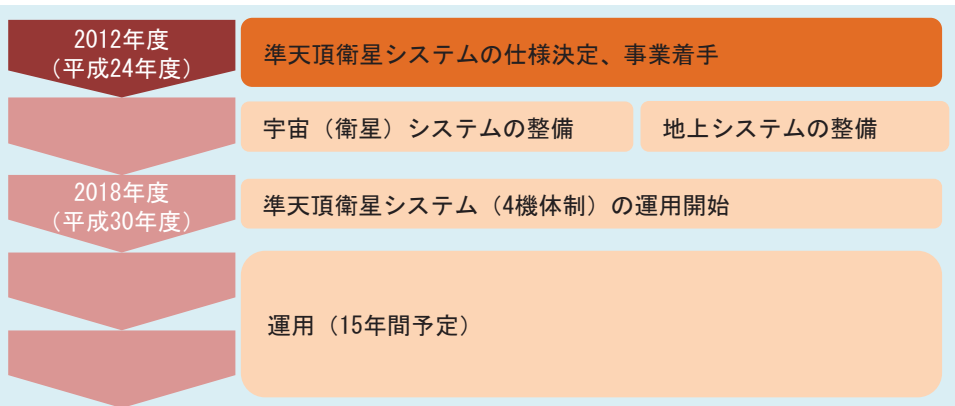 2012年度
（平成24年度）
準天頂衛星システムの仕様決定、事業着手
宇宙（衛星）システムの整備
地上システムの整備
2018年度
（平成30年度）
準天頂衛星システム（4機体制）の運用開始
運用（15年間予定）